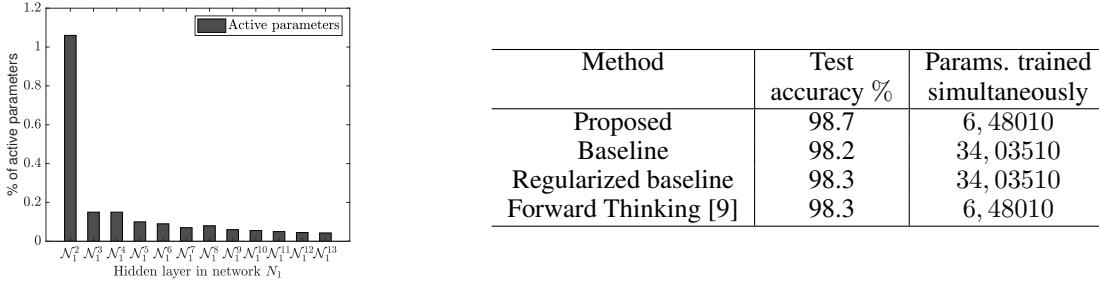 1.2
1
0.8
0.6
0.4
0.2
0
% of active parameters
Active parameters
𝒩₁² 𝒩₁³ 𝒩₁⁴ 𝒩₁⁵ 𝒩₁⁶ 𝒩₁⁷ 𝒩₁⁸ 𝒩₁⁹ 𝒩₁¹⁰ 𝒩₁¹¹ 𝒩₁¹² 𝒩₁¹³
Hidden layer in network N₁
Method Test Params. trained
accuracy % simultaneously
Proposed 98.7 6, 48010
Baseline 98.2 34, 03510
Regularized baseline 98.3 34, 03510
Forward Thinking [9] 98.3 6, 48010